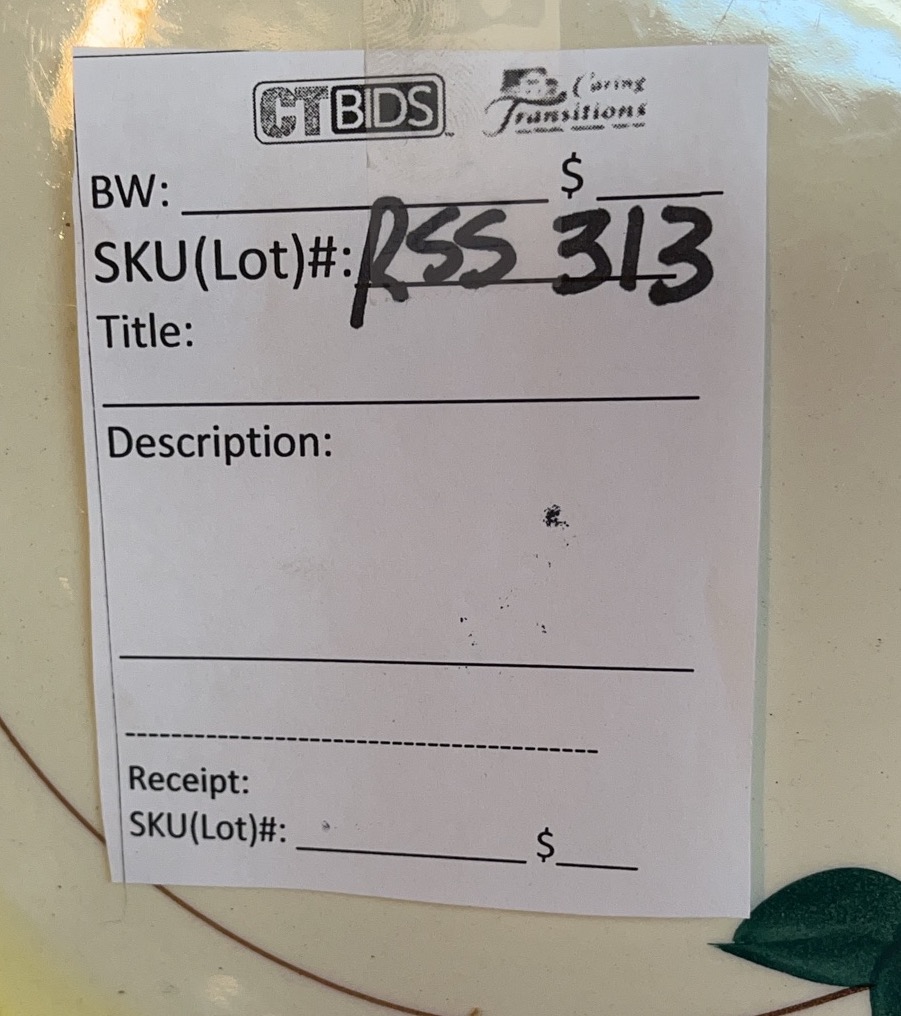 CTBIDS Caring Transitions
BW: $
SKU(Lot)#: RSS 313
Title:
Description:
Receipt:
SKU(Lot)#: $